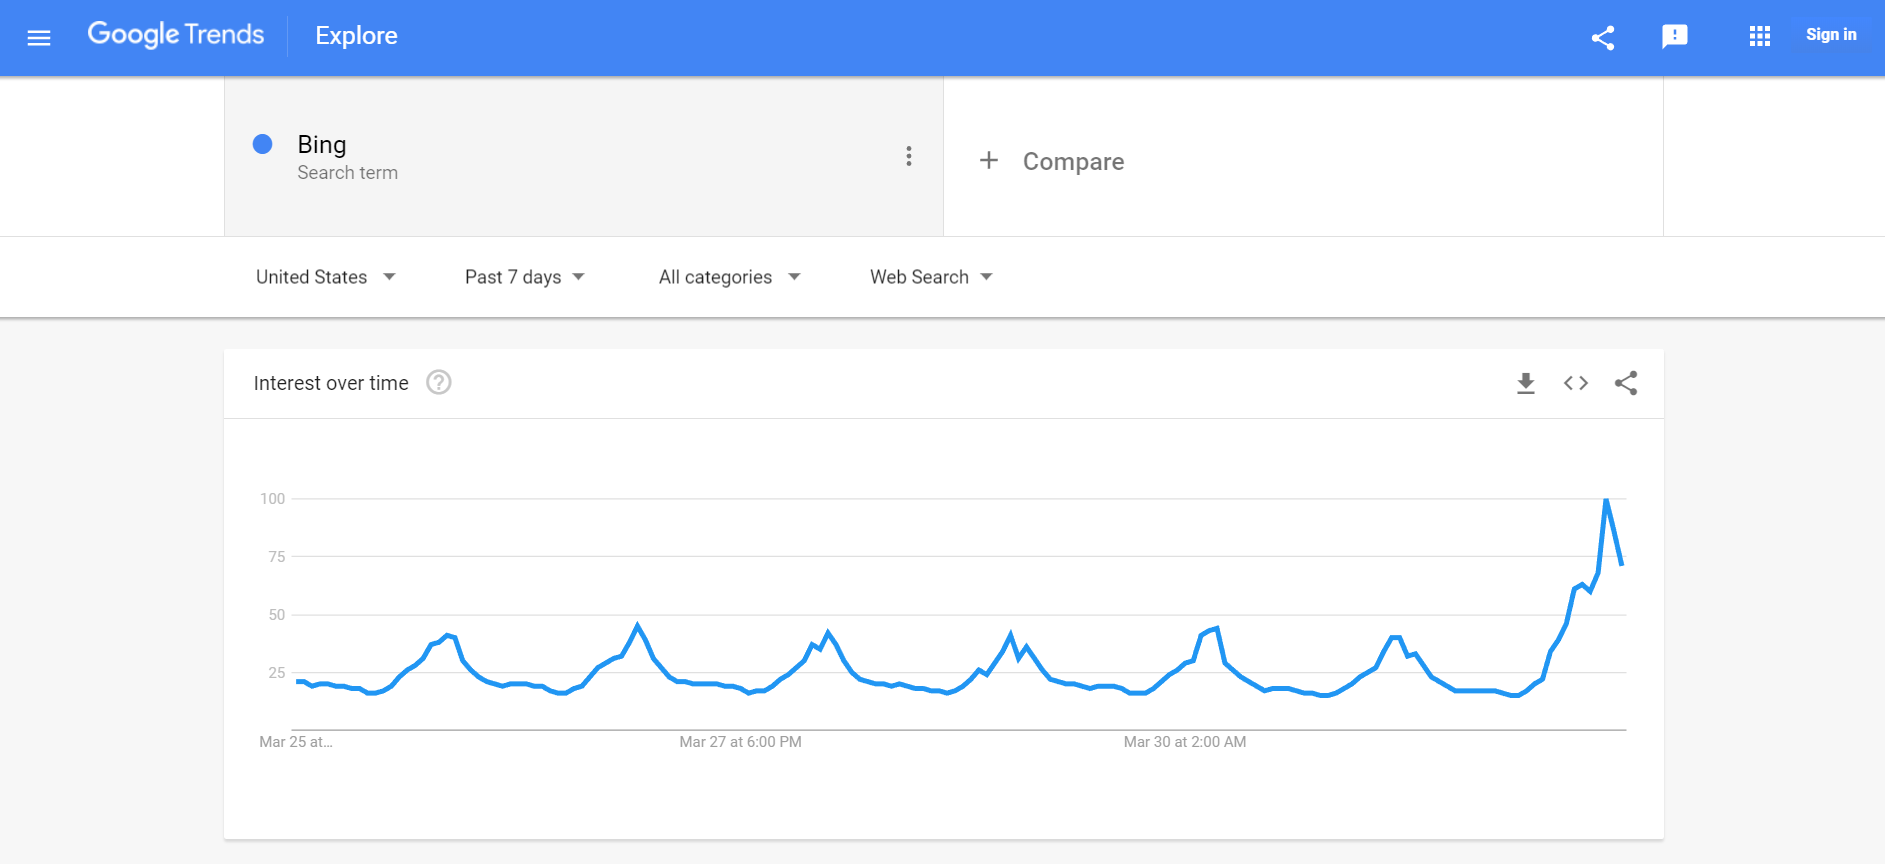 Google Trends Explore Sign in
Bing
Search term
+ Compare
United States Past 7 days All categories Web Search
Interest over time ?
100
75
50
25
Mar 25 at... Mar 27 at 6:00 PM Mar 30 at 2:00 AM